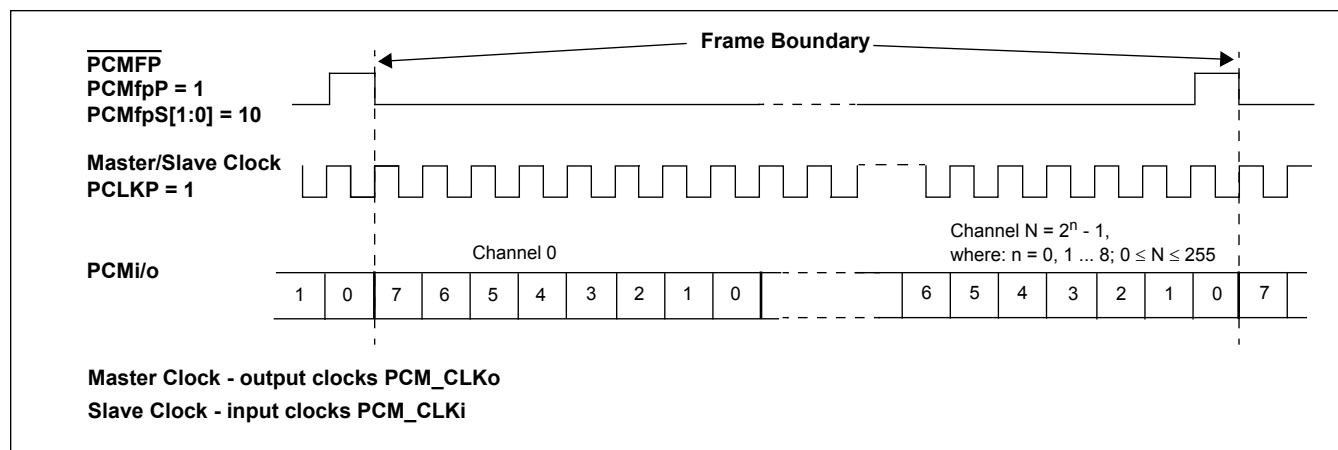 Frame Boundary
PCMFP
PCMfpP = 1
PCMfpS[1:0] = 10
Master/Slave Clock
PCLKP = 1
Channel N = 2ⁿ - 1,
where: n = 0, 1 ... 8; 0 ≤ N ≤ 255
Channel 0
PCMi/o
1 0 7 6 5 4 3 2 1 0 6 5 4 3 2 1 0 7
Master Clock - output clocks PCM_CLKo
Slave Clock - input clocks PCM_CLKi